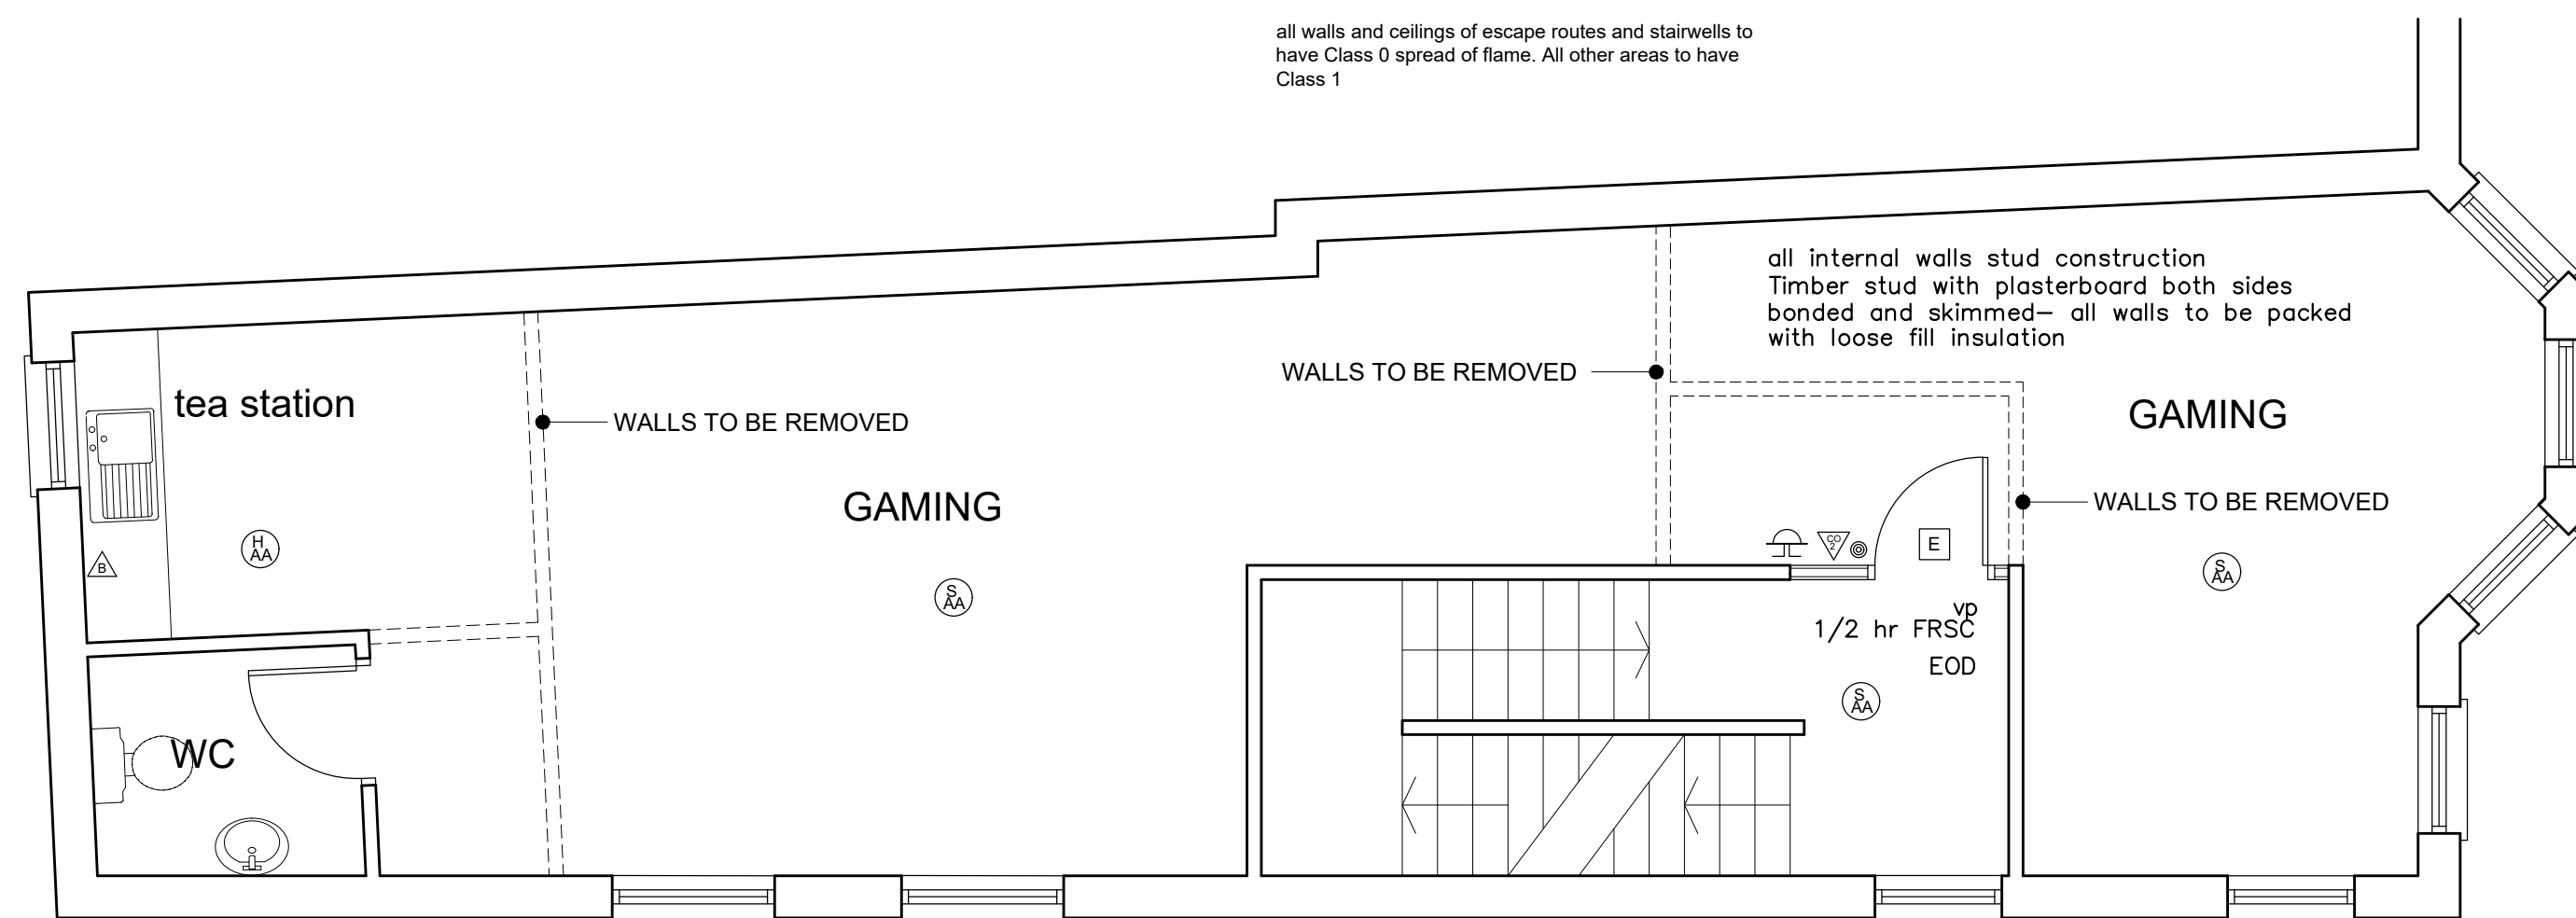 all walls and ceilings of escape routes and stairwells to
have Class 0 spread of flame. All other areas to have
Class 1
all internal walls stud construction
Timber stud with plasterboard both sides
bonded and skimmed– all walls to be packed
with loose fill insulation
WALLS TO BE REMOVED
tea station
WALLS TO BE REMOVED
GAMING
GAMING
WALLS TO BE REMOVED
H
AA
B
CO
2
E
S
AA
S
AA
vp
1/2 hr FRSC
EOD
S
AA
WC